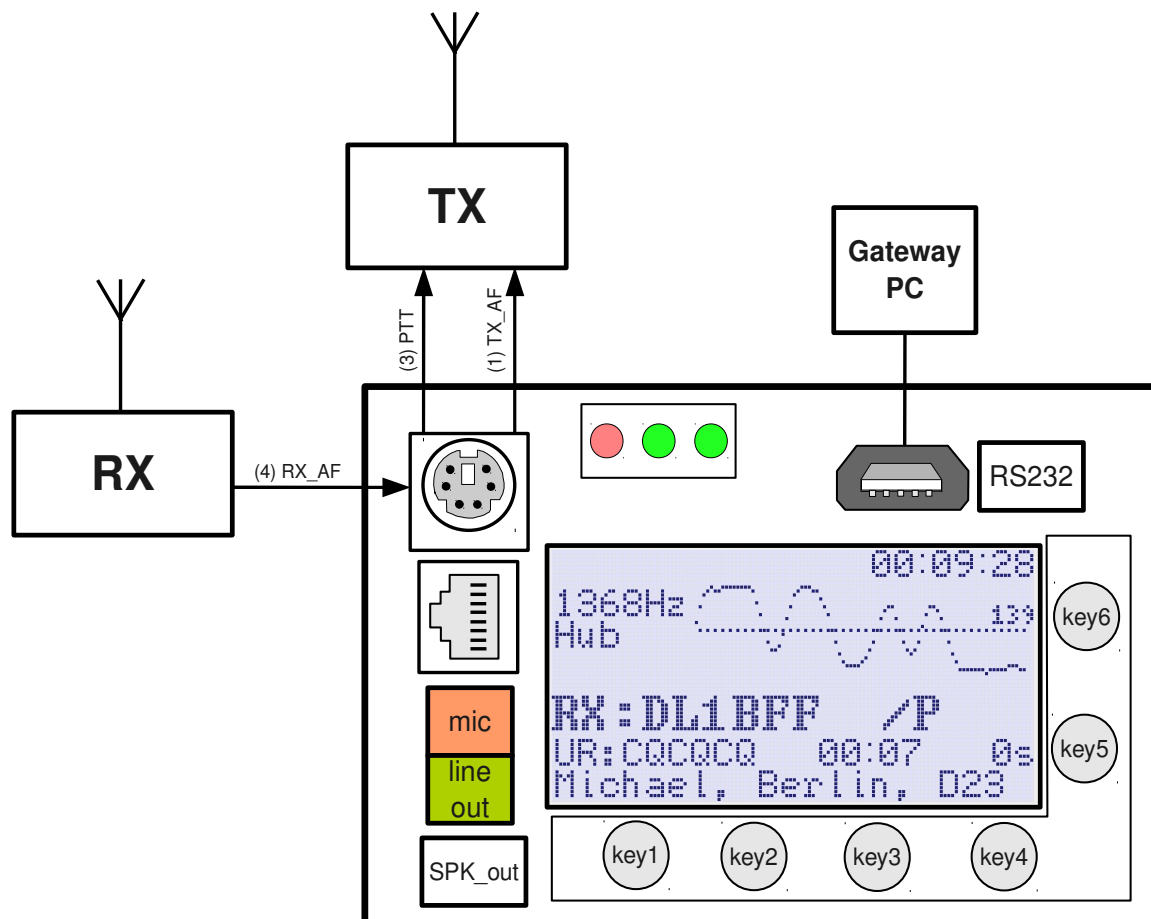 TX
Gateway
PC
(3) PTT
(1) TX_AF
RX
(4) RX_AF
RS232
00:09:28
1368Hz
139
Hub
key6
RX:DL1BFF /P
UR:CQCQCQ 00:07 0s
Michael, Berlin, D23
key5
mic
line
out
SPK_out
key1
key2
key3
key4